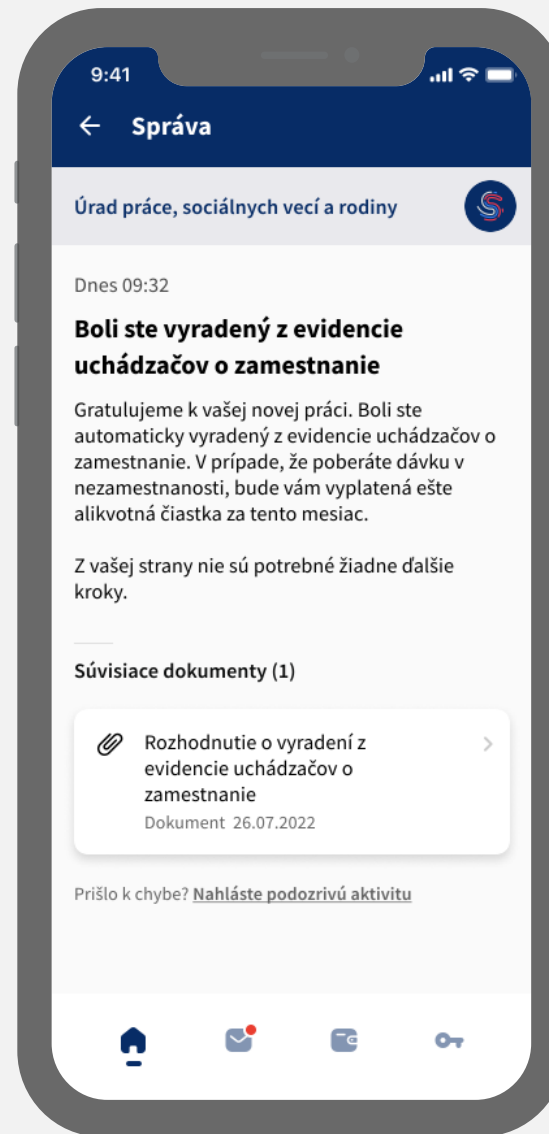 9:41
Správa
Úrad práce, sociálnych vecí a rodiny
Dnes 09:32
Boli ste vyradený z evidencie
uchádzačov o zamestnanie
Gratulujeme k vašej novej práci. Boli ste
automaticky vyradený z evidencie uchádzačov o
zamestnanie. V prípade, že poberáte dávku v
nezamestnanosti, bude vám vyplatená ešte
alikvotná čiastka za tento mesiac.
Z vašej strany nie sú potrebné žiadne ďalšie
kroky.
Súvisiace dokumenty (1)
Rozhodnutie o vyradení z
evidencie uchádzačov o
zamestnanie
Dokument 26.07.2022
Prišlo k chybe? Nahláste podozrivú aktivitu